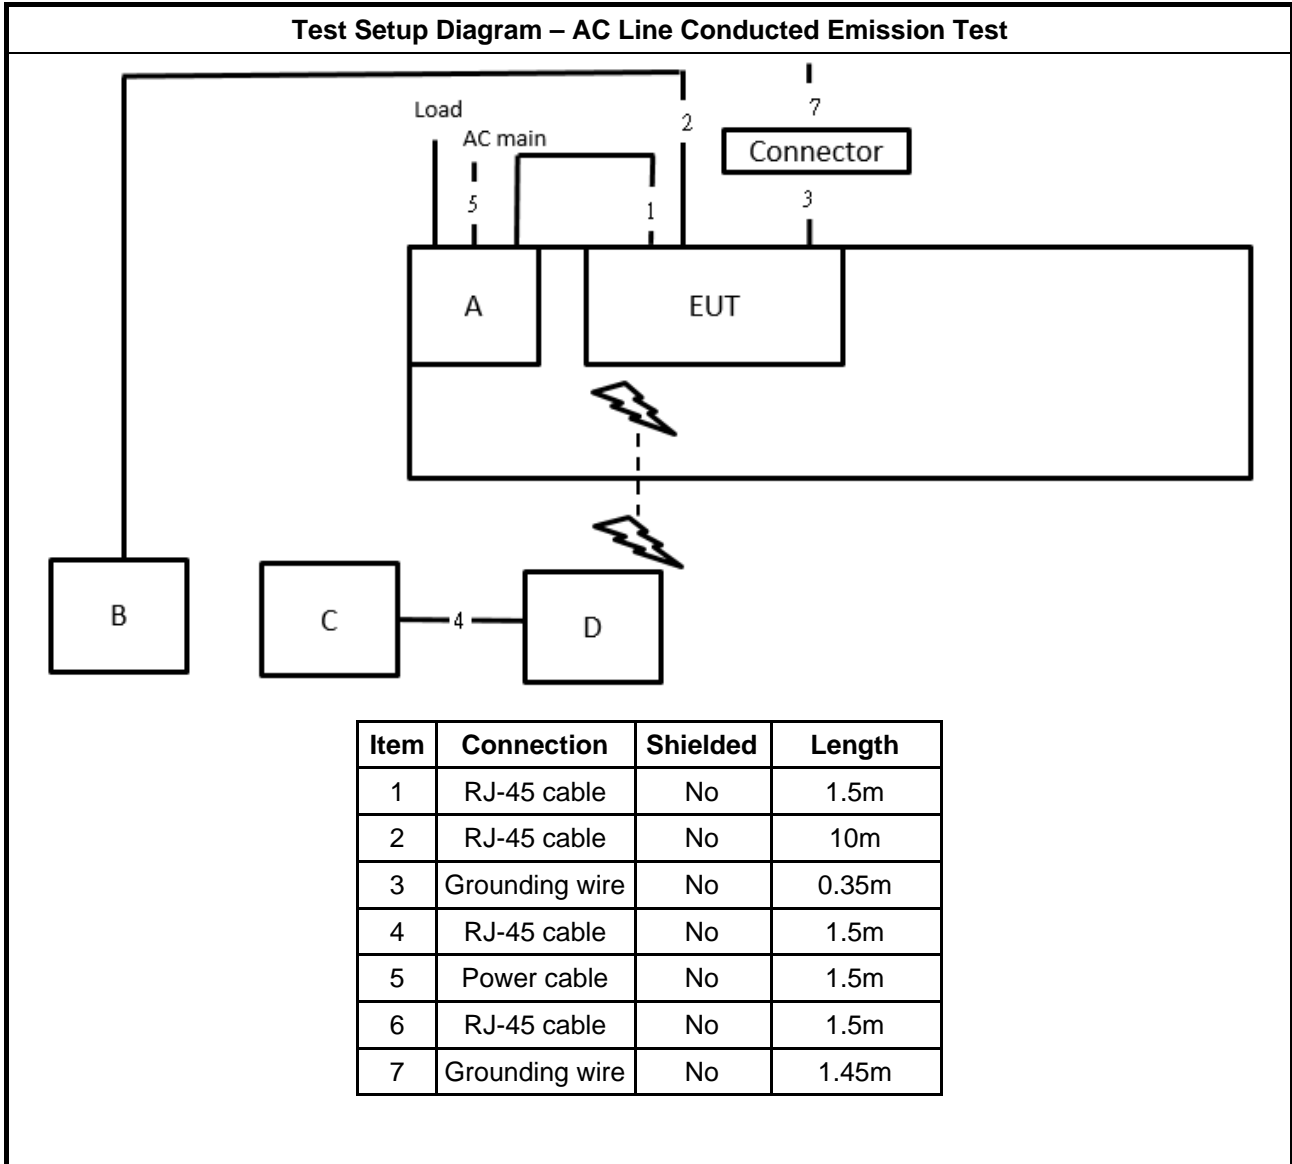 Test Setup Diagram – AC Line Conducted Emission Test
Load
AC main
2
7
Connector
5
1
3
A
EUT
B
C
4
D
Item Connection Shielded Length
1 RJ-45 cable No 1.5m
2 RJ-45 cable No 10m
3 Grounding wire No 0.35m
4 RJ-45 cable No 1.5m
5 Power cable No 1.5m
6 RJ-45 cable No 1.5m
7 Grounding wire No 1.45m